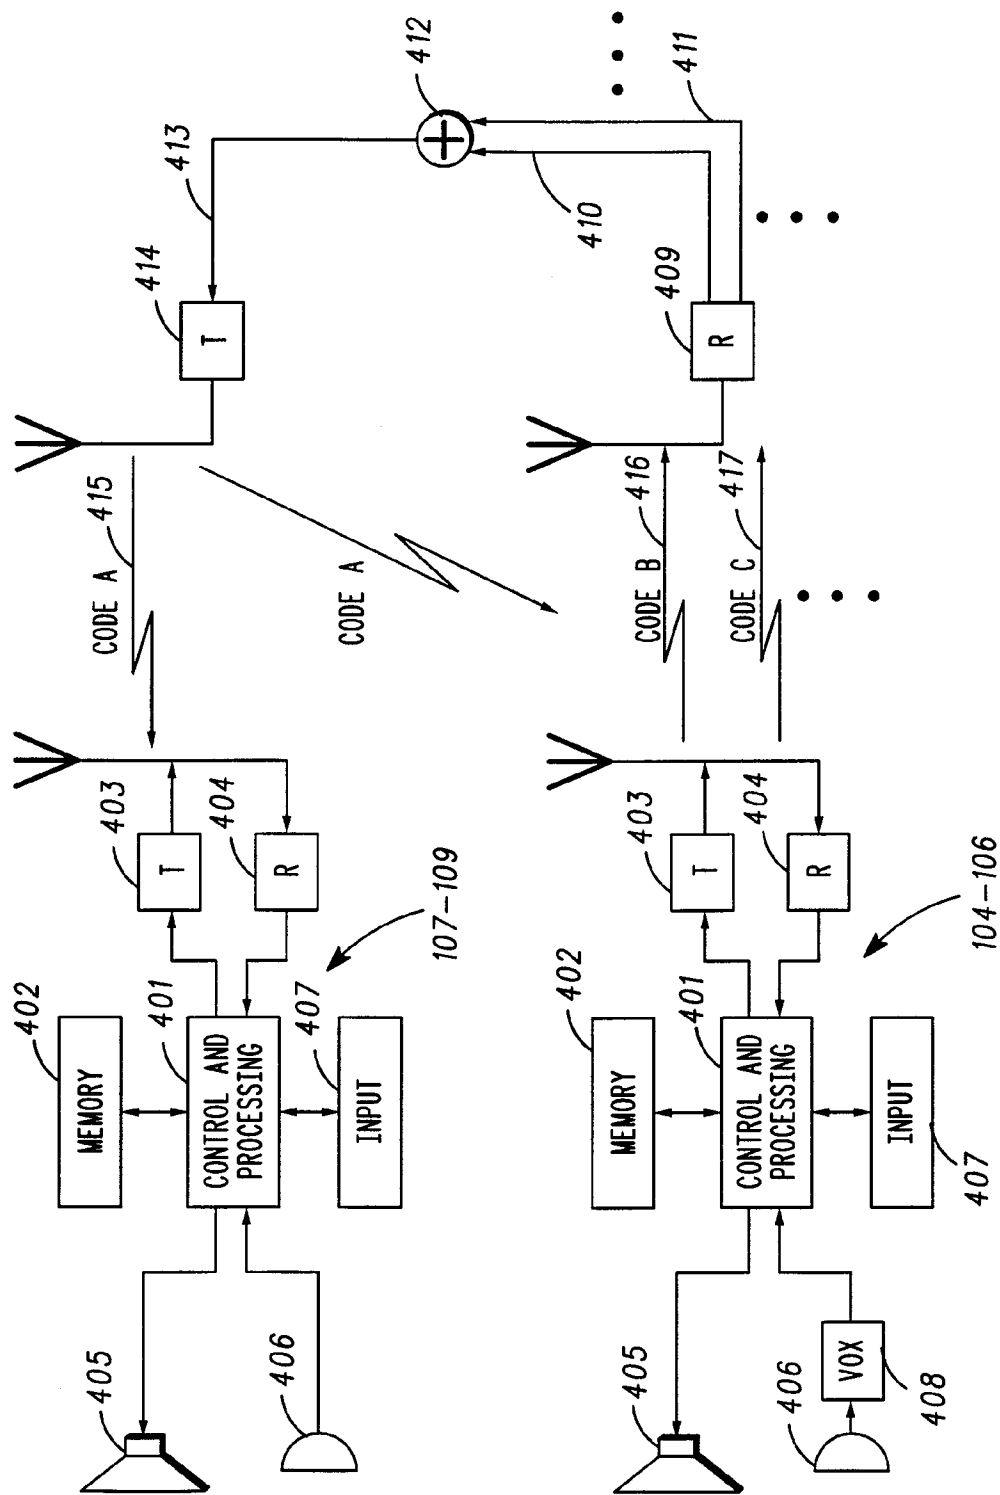 402
MEMORY
405
403
CODE A
415
414
413
401
T
T
404
CONTROL AND
PROCESSING
406
R
407
INPUT
CODE A
412
107-109
402
410
MEMORY
405
403
CODE B
416
409
411
401
T
R
404
CONTROL AND
PROCESSING
CODE C
417
406
VOX
R
408
407
INPUT
104-106